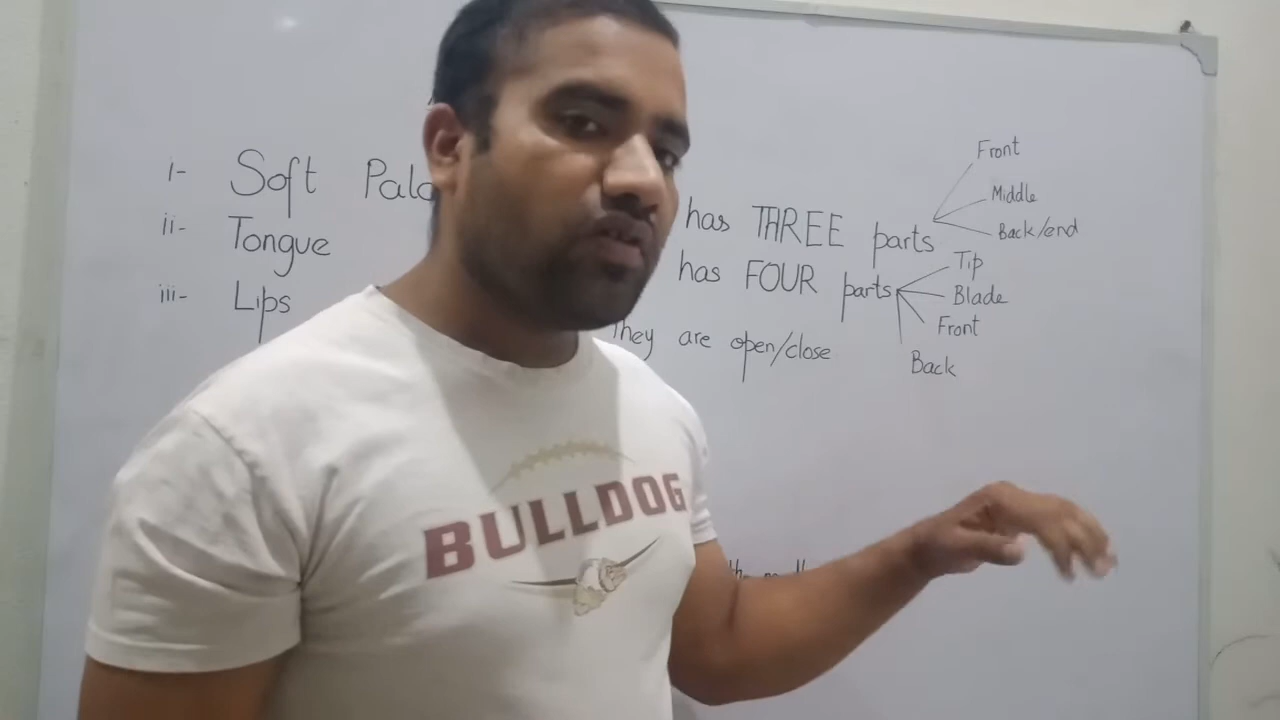 Front
i- Soft Pala has THREE parts
Middle
Back/end
ii- Tongue has FOUR parts
Tip
Blade
Front
Back
iii- Lips They are open/close
BULLDOG